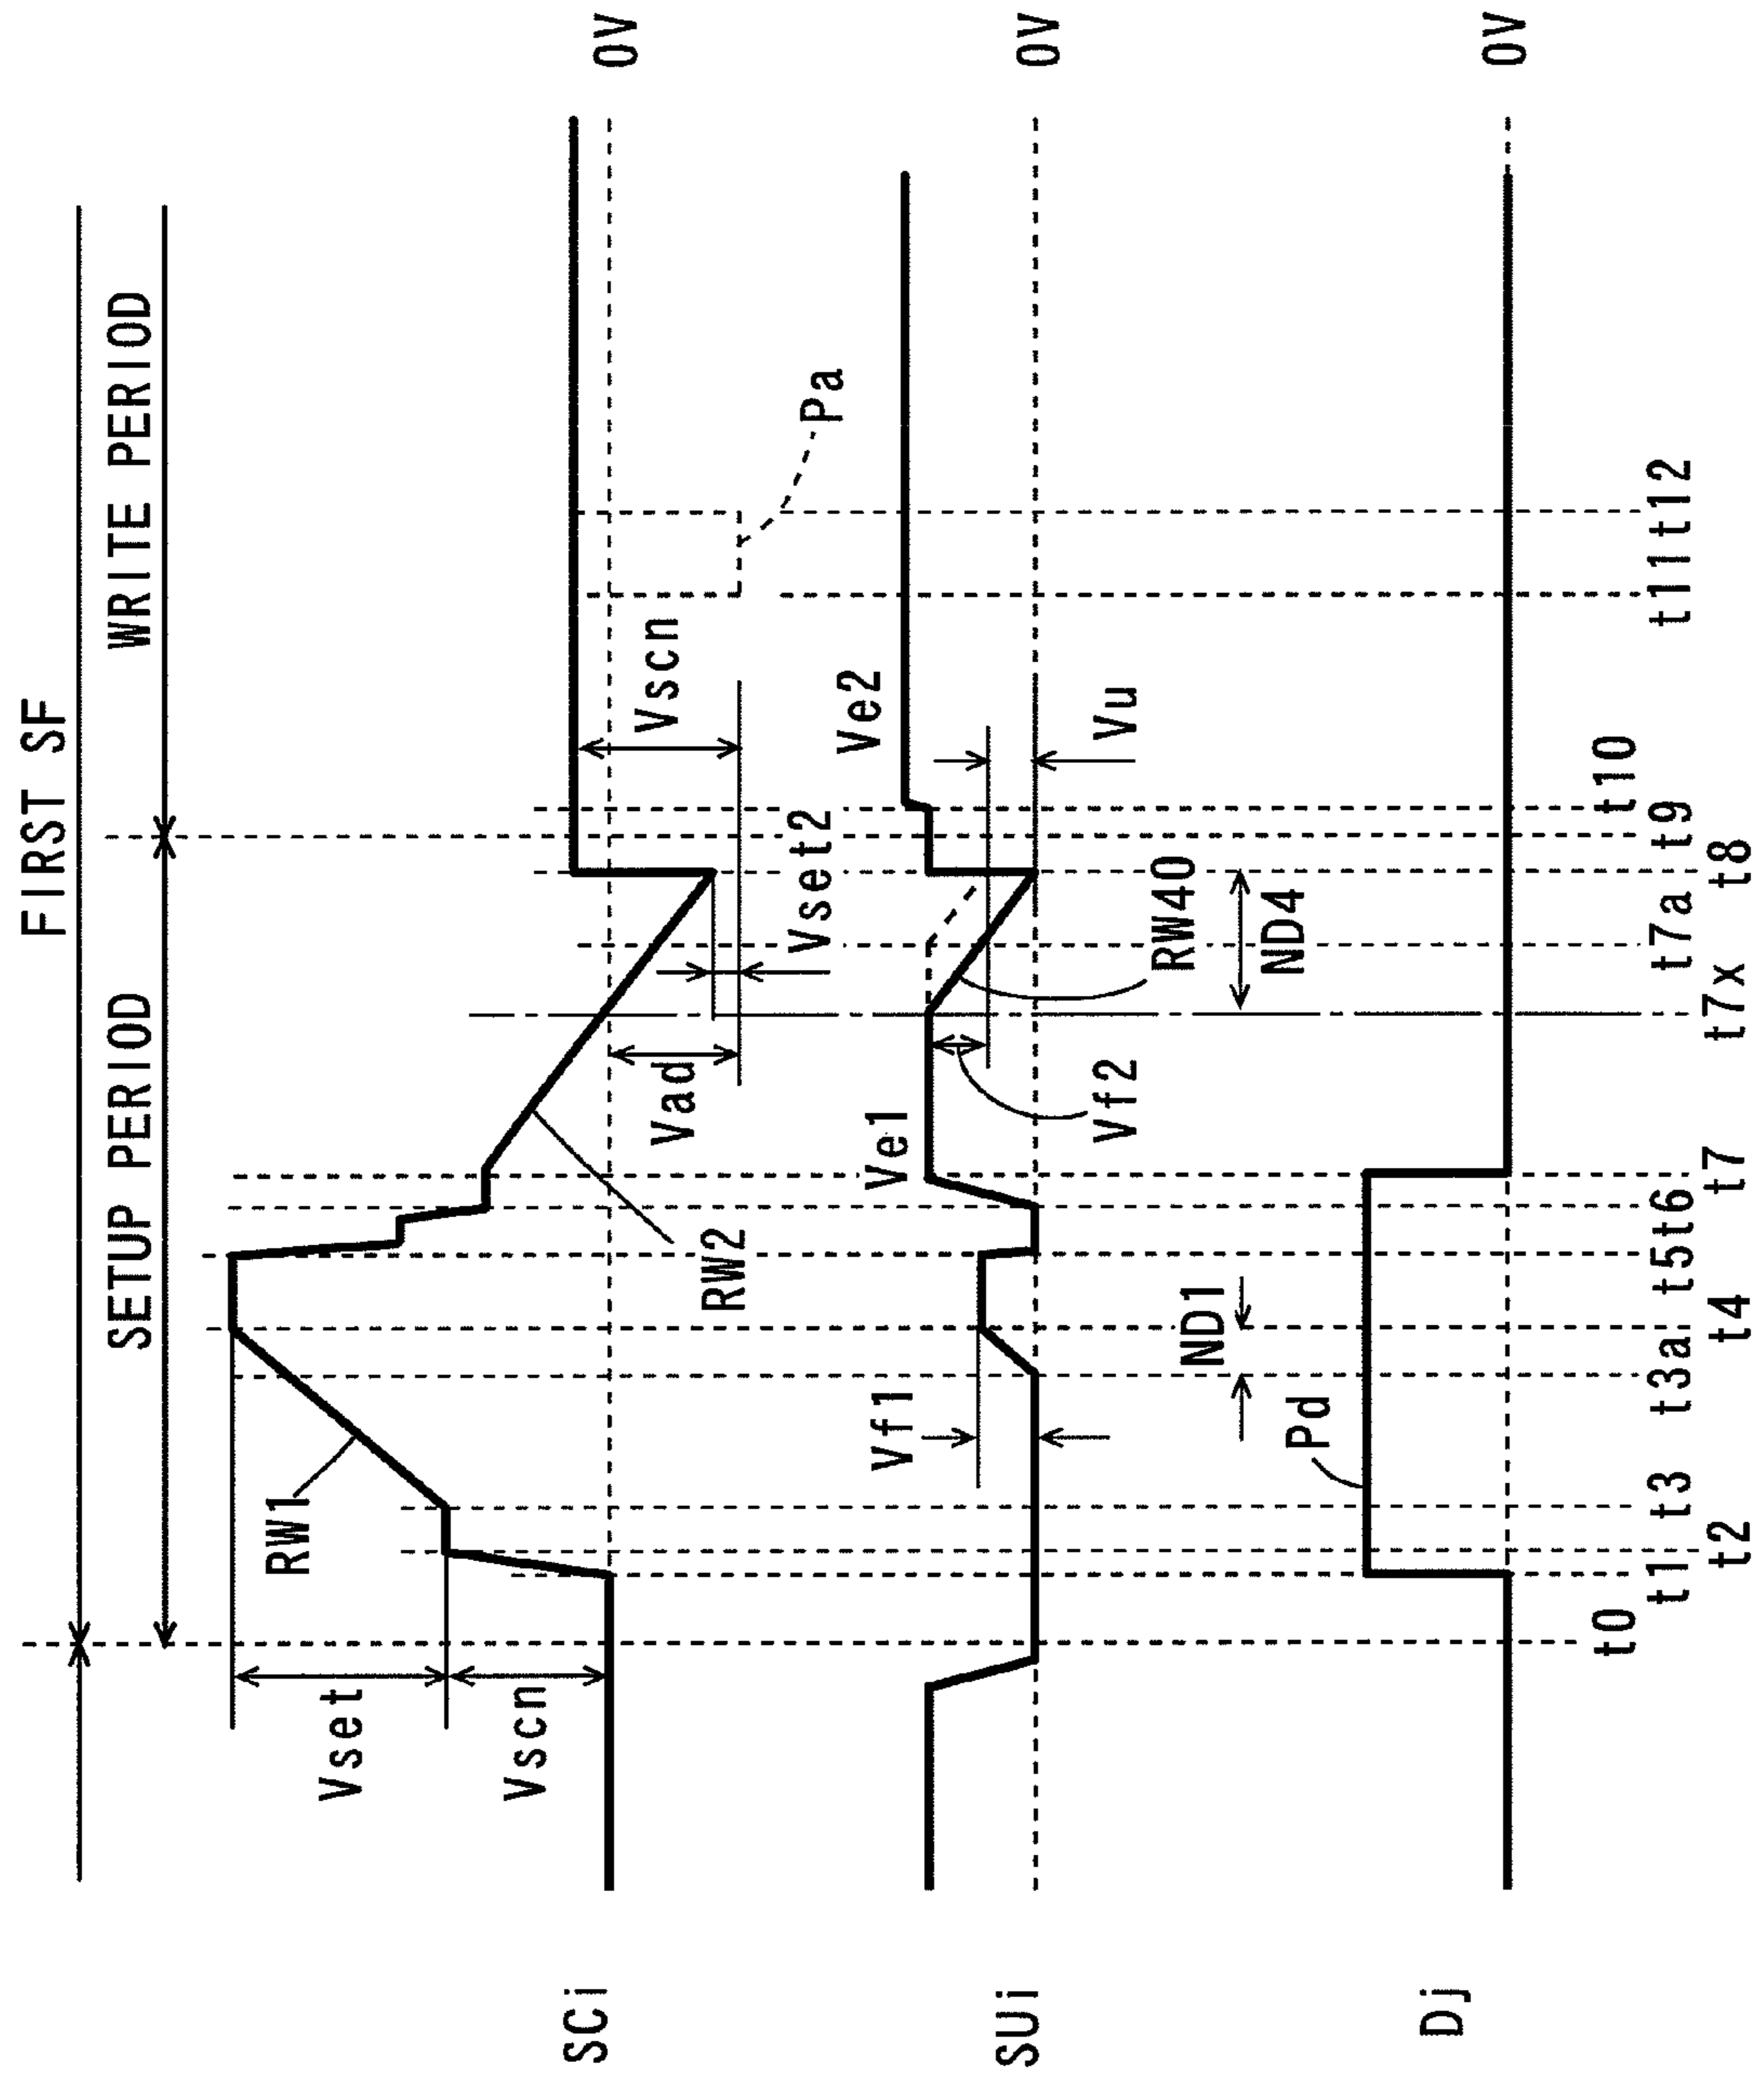 FIRST SF
SETUP PERIOD
WRITE PERIOD
SCi
Vset
Vscn
RW1
RW2
Vad
Vset2
Vscn
Pa
0V
SUi
Vf1
Ve1
Vf2
RW40
Ve2
Vu
0V
ND1
ND4
Dj
Pd
0V
t0
t1
t2
t3
t3a
t4
t5
t6
t7
t7x
t7a
t8
t9
t10
t11
t12